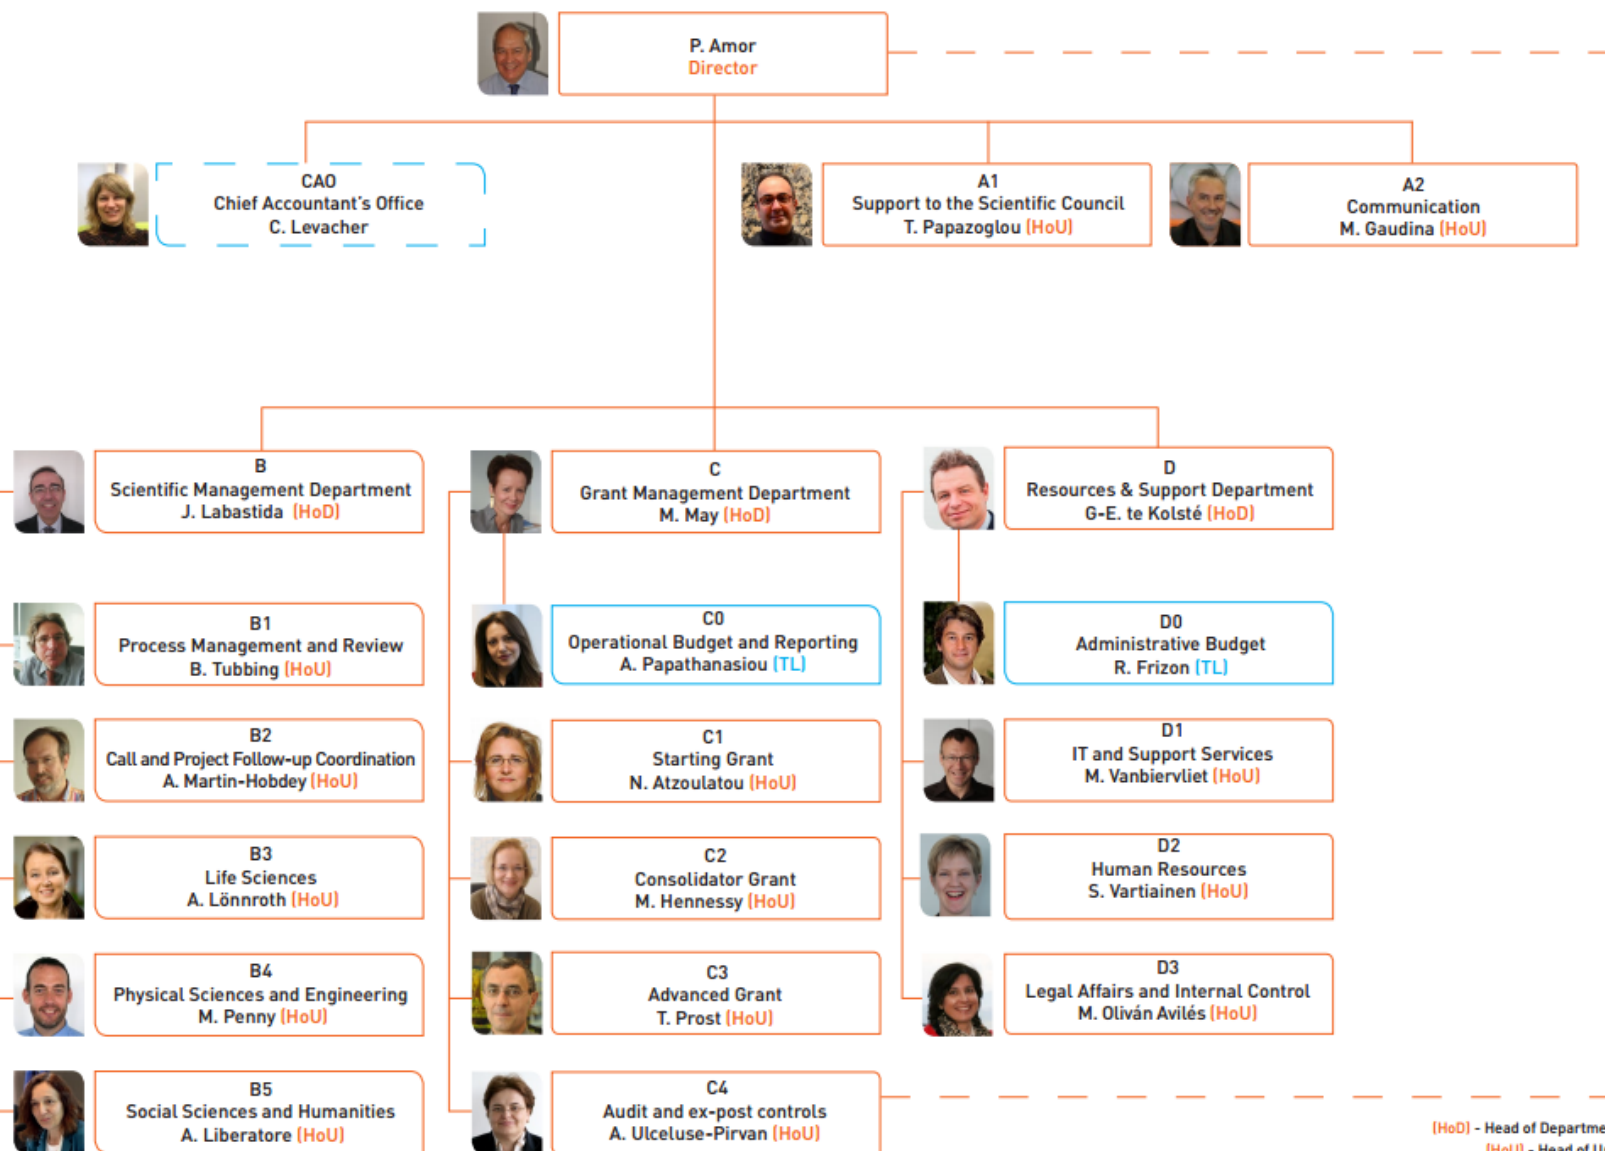 P. Amor
Director
CAO
Chief Accountant's Office
C. Levacher
A1
Support to the Scientific Council
T. Papazoglou (HoU)
A2
Communication
M. Gaudina (HoU)
B
Scientific Management Department
J. Labastida (HoD)
C
Grant Management Department
M. May (HoD)
D
Resources & Support Department
G-E. te Kolsté (HoD)
B1
Process Management and Review
B. Tubbing (HoU)
C0
Operational Budget and Reporting
A. Papathanasiou (TL)
D0
Administrative Budget
R. Frizon (TL)
B2
Call and Project Follow-up Coordination
A. Martin-Hobdey (HoU)
C1
Starting Grant
N. Atzoulatou (HoU)
D1
IT and Support Services
M. Vanbiervliet (HoU)
B3
Life Sciences
A. Lönnroth (HoU)
C2
Consolidator Grant
M. Hennessy (HoU)
D2
Human Resources
S. Vartiainen (HoU)
B4
Physical Sciences and Engineering
M. Penny (HoU)
C3
Advanced Grant
T. Prost (HoU)
D3
Legal Affairs and Internal Control
M. Oliván Avilés (HoU)
B5
Social Sciences and Humanities
A. Liberatore (HoU)
C4
Audit and ex-post controls
A. Ulceluse-Pirvan (HoU)
(HoD) - Head of Departme
(HoU) - Head of